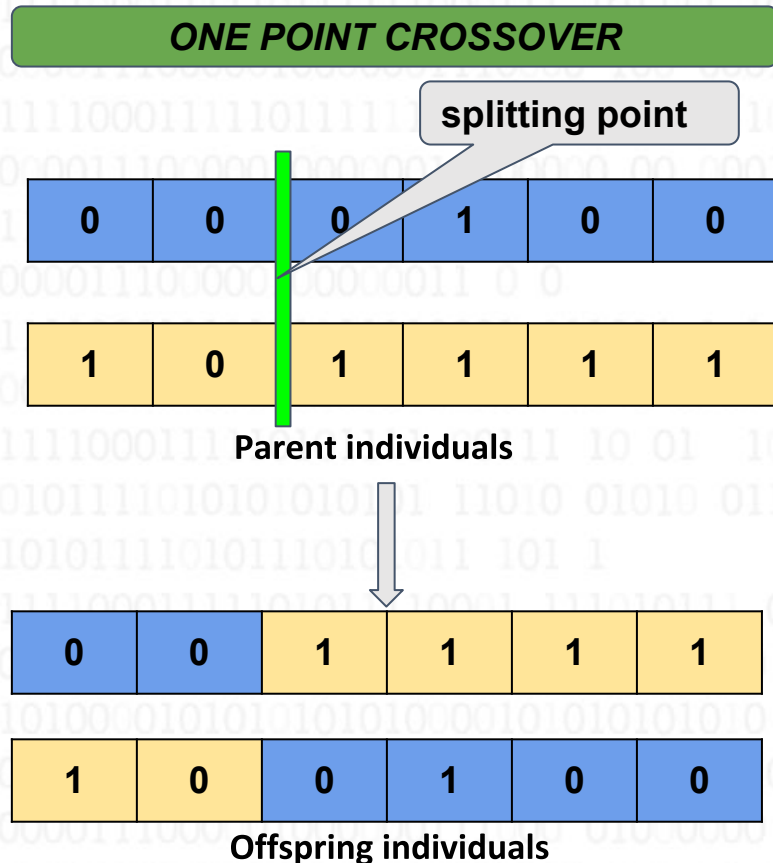 ONE POINT CROSSOVER
splitting point
0 0 0 1 0 0
1 0 1 1 1 1
Parent individuals
0 0 1 1 1 1
1 0 0 1 0 0
Offspring individuals